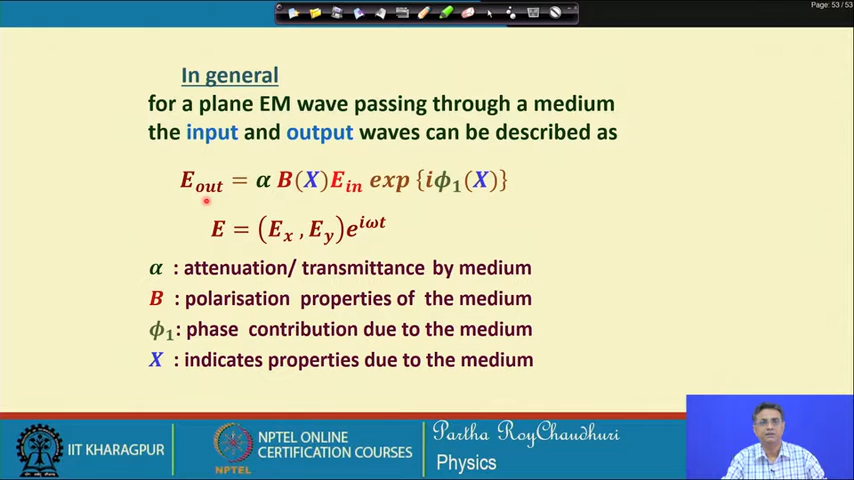 Page: 53 / 53
In general
for a plane EM wave passing through a medium
the input and output waves can be described as
E_out = α B(X)E_in exp {iϕ₁(X)}
E = (E_x , E_y)e^{iωt}
α : attenuation/ transmittance by medium
B : polarisation properties of the medium
ϕ₁: phase contribution due to the medium
X : indicates properties due to the medium
IIT KHARAGPUR
NPTEL
NPTEL ONLINE
CERTIFICATION COURSES
Partha RoyChaudhuri
Physics